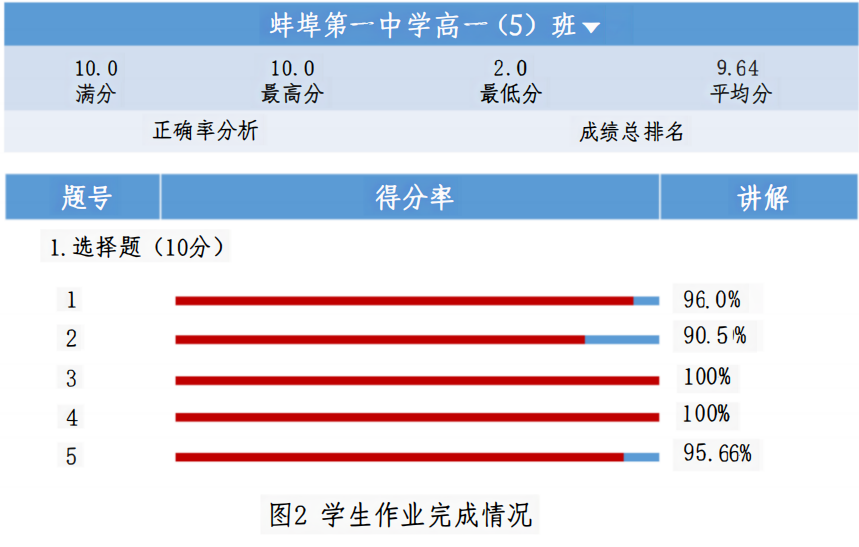 蚌埠第一中学高一（5）班
10.0 10.0 2.0 9.64
满分 最高分 最低分 平均分
正确率分析 成绩总排名
题号 得分率 讲解
1.选择题（10分）
1 96.0%
2 90.5%
3 100%
4 100%
5 95.66%
图2 学生作业完成情况